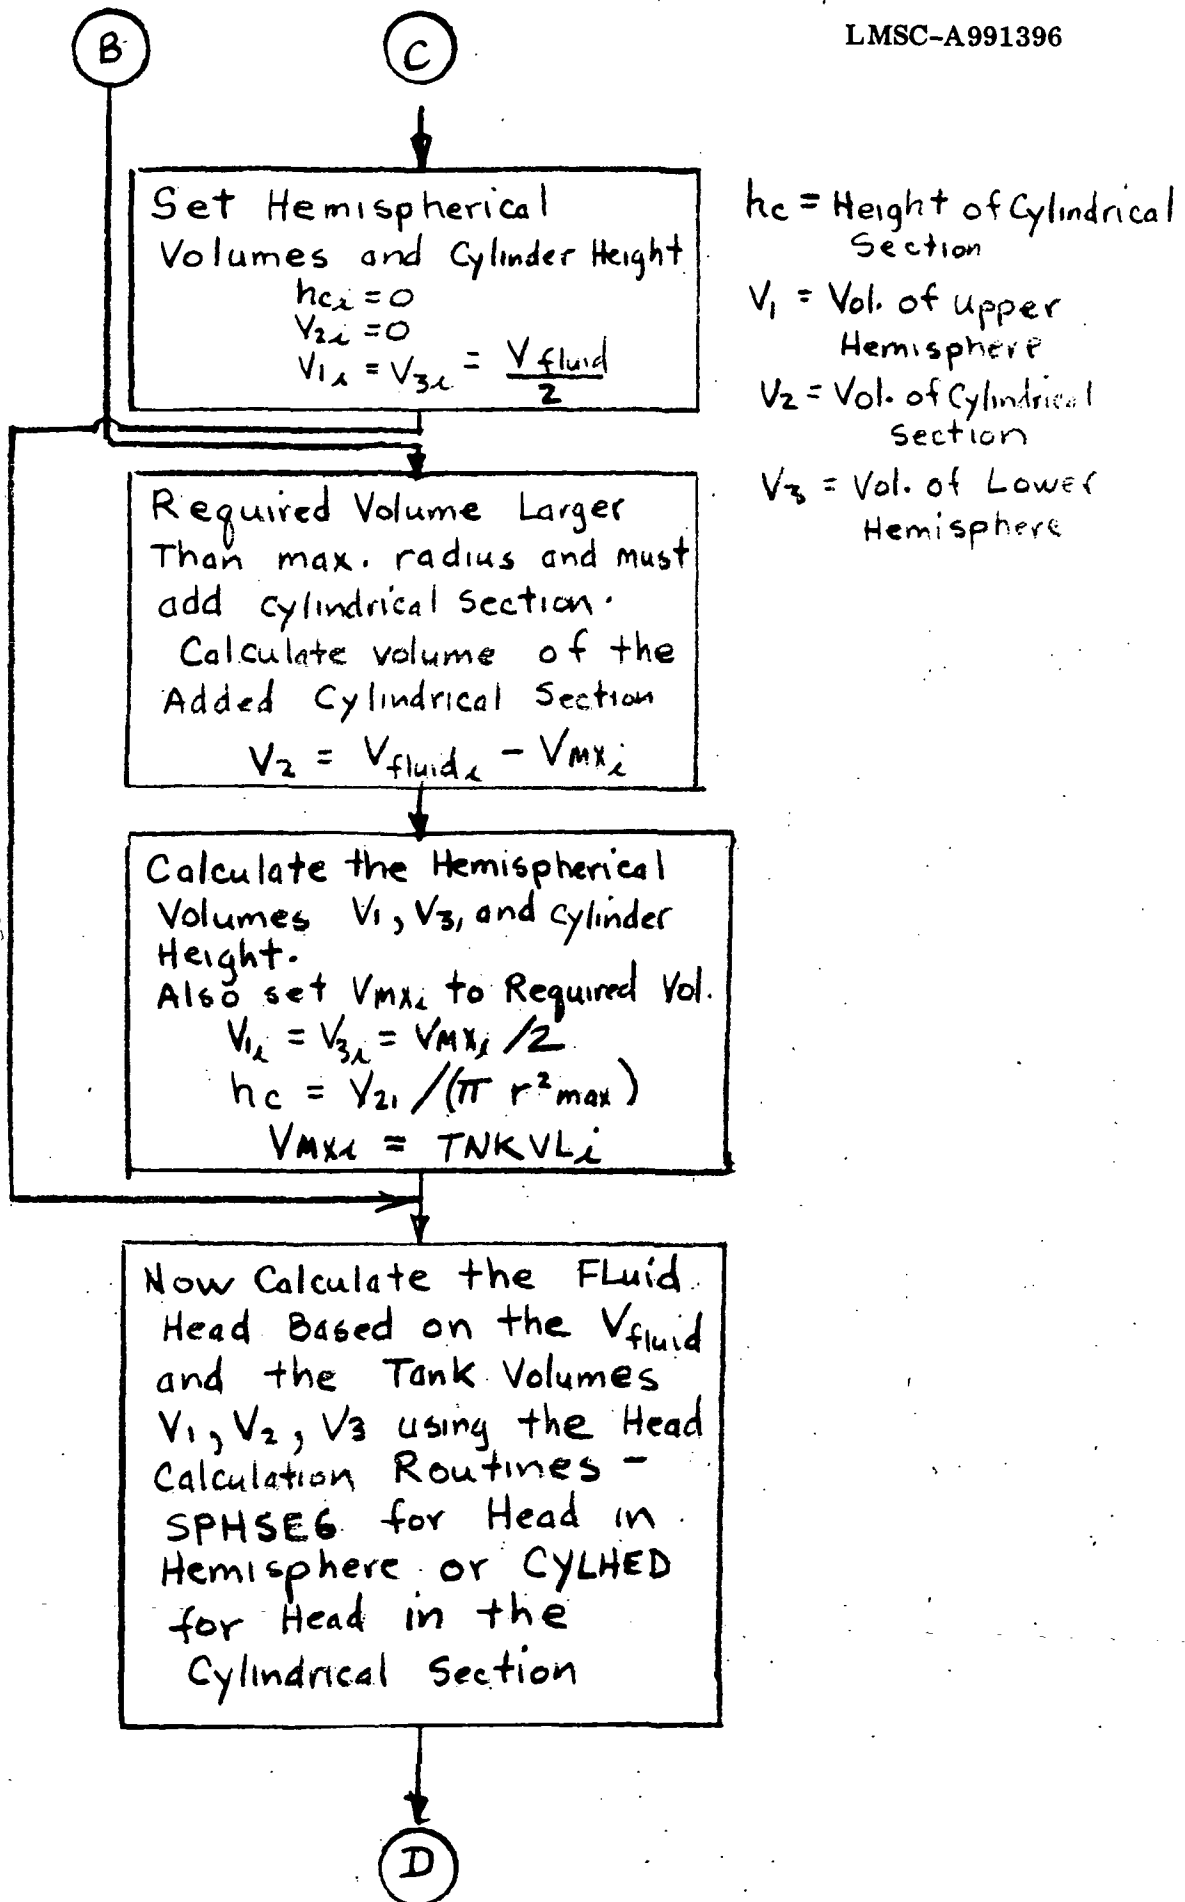 LMSC-A991396
B
C
Set Hemispherical
Volumes and Cylinder Height
hci = 0
V2i = 0
V1i = V3i = Vfluid / 2
hc = Height of Cylindrical
Section
V1 = Vol. of Upper
Hemisphere
V2 = Vol. of Cylindrical
Section
V3 = Vol. of Lower
Hemisphere
Required Volume Larger
Than max. radius and must
add cylindrical section.
Calculate volume of the
Added Cylindrical Section
V2 = Vfluidi - VMXi
Calculate the Hemispherical
Volumes V1, V3, and cylinder
Height.
Also set VMXi to Required Vol.
V1i = V3i = VMXi /2
hc = V2i /(π r²max)
VMXi = TNKVLi
Now Calculate the FLuid
Head Based on the Vfluid
and the Tank Volumes
V1, V2, V3 using the Head
Calculation Routines -
SPHSEG for Head in
Hemisphere or CYLHED
for Head in the
Cylindrical Section
D